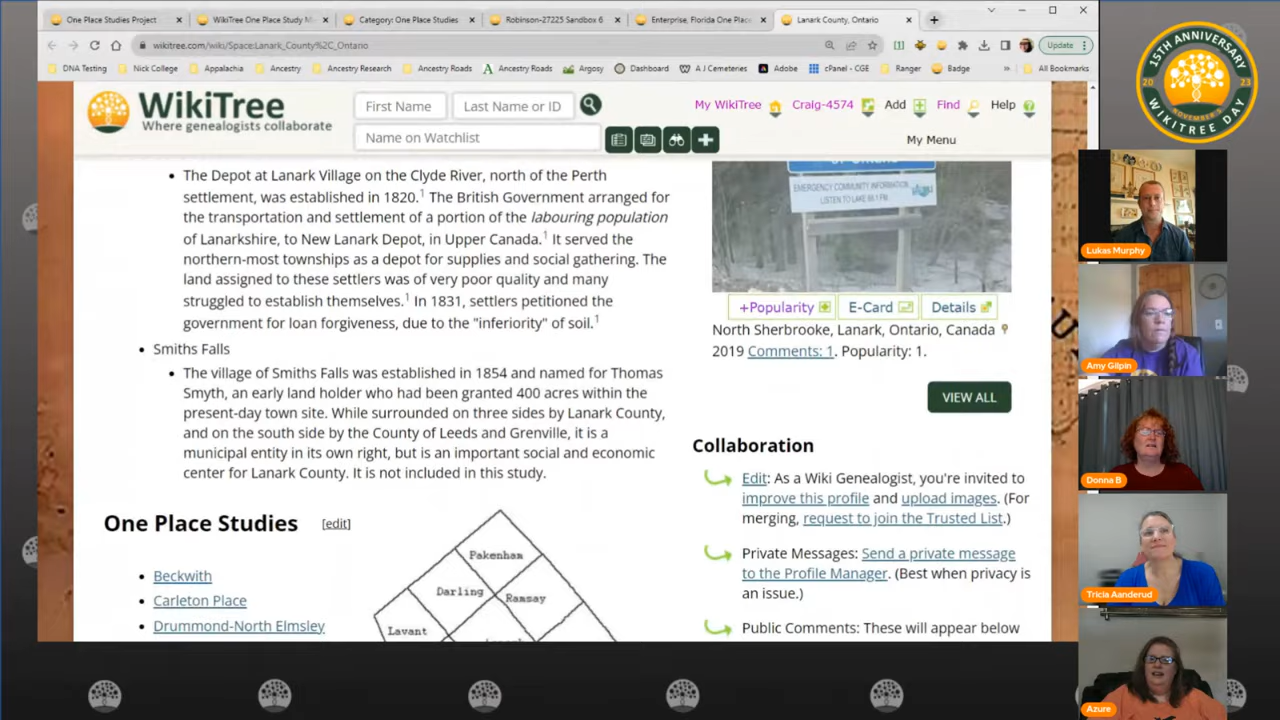 One Place Studies Project
WikiTree One Place Study M
Category: One Place Studies
Robinson-27225 Sandbox 6
Enterprise, Florida One Place
Lanark County, Ontario
wikitree.com/wiki/Space:Lanark_County%2C_Ontario
Update
DNA Testing
Nick College
Appalachia
Ancestry
Ancestry Research
Ancestry Roads
Ancestry Roads
Argosy
Dashboard
A J Cemeteries
Adobe
cPanel - CGE
Ranger
Badge
All Bookmarks
WIKITREE
Where genealogists collaborate
First Name
Last Name or ID
Name on Watchlist
My WikiTree
Craig-4574
Add
Find
Help
My Menu
The Depot at Lanark Village on the Clyde River, north of the Perth
settlement, was established in 1820.1 The British Government arranged for
the transportation and settlement of a portion of the labouring population
of Lanarkshire, to New Lanark Depot, in Upper Canada.1 It served the
northern-most townships as a depot for supplies and social gathering. The
land assigned to these settlers was of very poor quality and many
struggled to establish themselves.1 In 1831, settlers petitioned the
government for loan forgiveness, due to the "inferiority" of soil.1
Smiths Falls
The village of Smiths Falls was established in 1854 and named for Thomas
Smyth, an early land holder who had been granted 400 acres within the
present-day town site. While surrounded on three sides by Lanark County,
and on the south side by the County of Leeds and Grenville, it is a
municipal entity in its own right, but is an important social and economic
center for Lanark County. It is not included in this study.
One Place Studies [edit]
Beckwith
Carleton Place
Drummond-North Elmsley
Pakenham
Darling
Ramsay
Lavant
EMERGENCY COMMUNITY INFORMATION
LISTEN TO LAKE 88.1 FM
+Popularity
E-Card
Details
North Sherbrooke, Lanark, Ontario, Canada
2019 Comments: 1. Popularity: 1.
VIEW ALL
Collaboration
Edit: As a Wiki Genealogist, you're invited to
improve this profile and upload images. (For
merging, request to join the Trusted List.)
Private Messages: Send a private message
to the Profile Manager. (Best when privacy is
an issue.)
Public Comments: These will appear below
15TH ANNIVERSARY
2023
NOVEMBER 5
WIKITREE DAY
Lukas Murphy
Amy Gilpin
Donna B
Tricia Aanderud
Azure